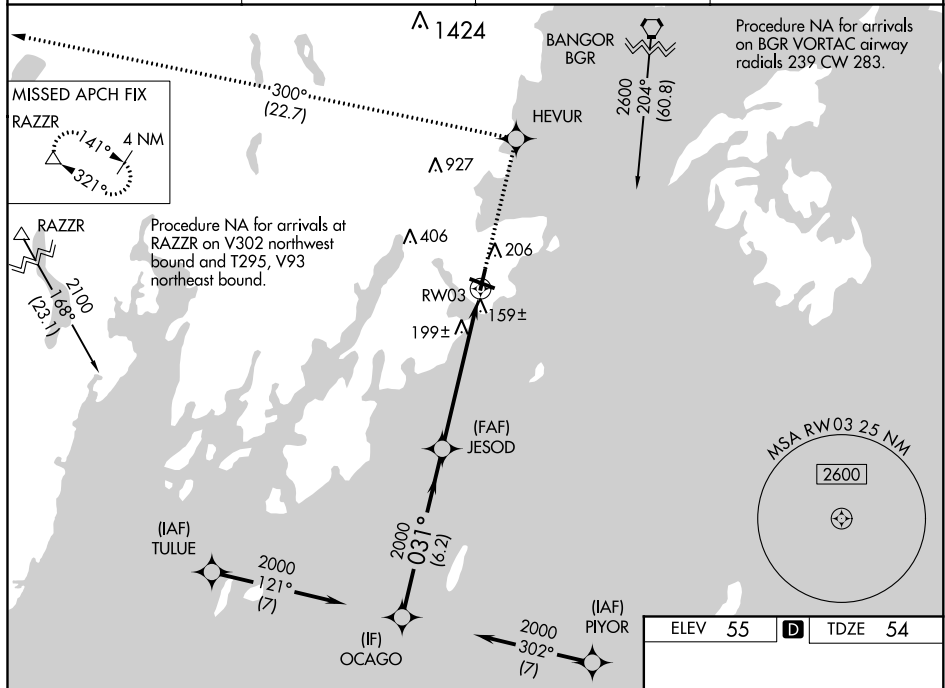 1424
BANGOR
BGR
Procedure NA for arrivals
on BGR VORTAC airway
radials 239 CW 283.
2600
204°
(60.8)
300°
(22.7)
HEVUR
MISSED APCH FIX
RAZZR
141°
4 NM
321°
927
RAZZR
2100
168°
(23.1)
Procedure NA for arrivals at
RAZZR on V302 northwest
bound and T295, V93
northeast bound.
406
206
RW03
159±
199±
(FAF)
JESOD
MSA RW03 25 NM
2600
2000
031°
(6.2)
(IAF)
TULUE
2000
121°
(7)
(IF)
OCAGO
(IAF)
PIYOR
2000
302°
(7)
ELEV 55 D TDZE 54